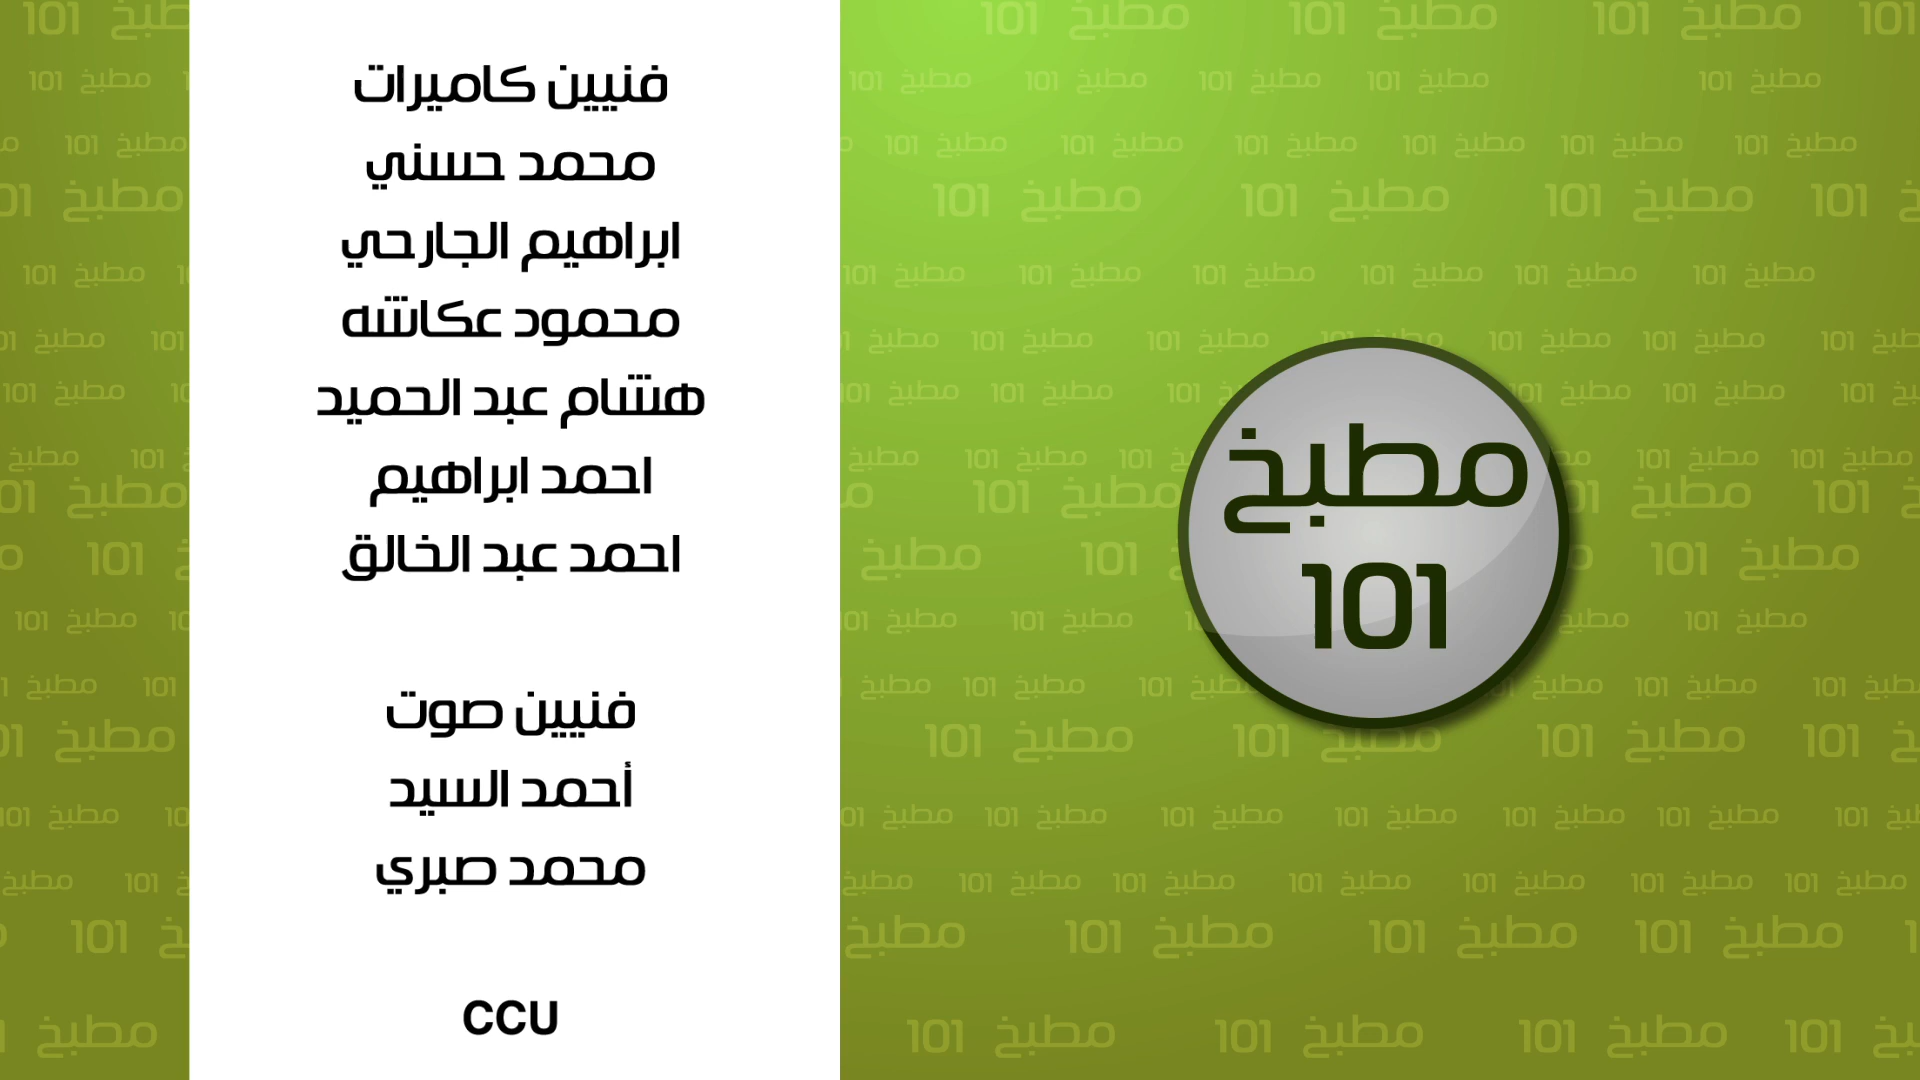 فنيين كاميرات
محمد حسني
ابراهيم الجارحي
محمود عكاشه
هشام عبد الحميد
احمد ابراهيم
احمد عبد الخالق
فنيين صوت
أحمد السيد
محمد صبري
CCU
مطبخ
101